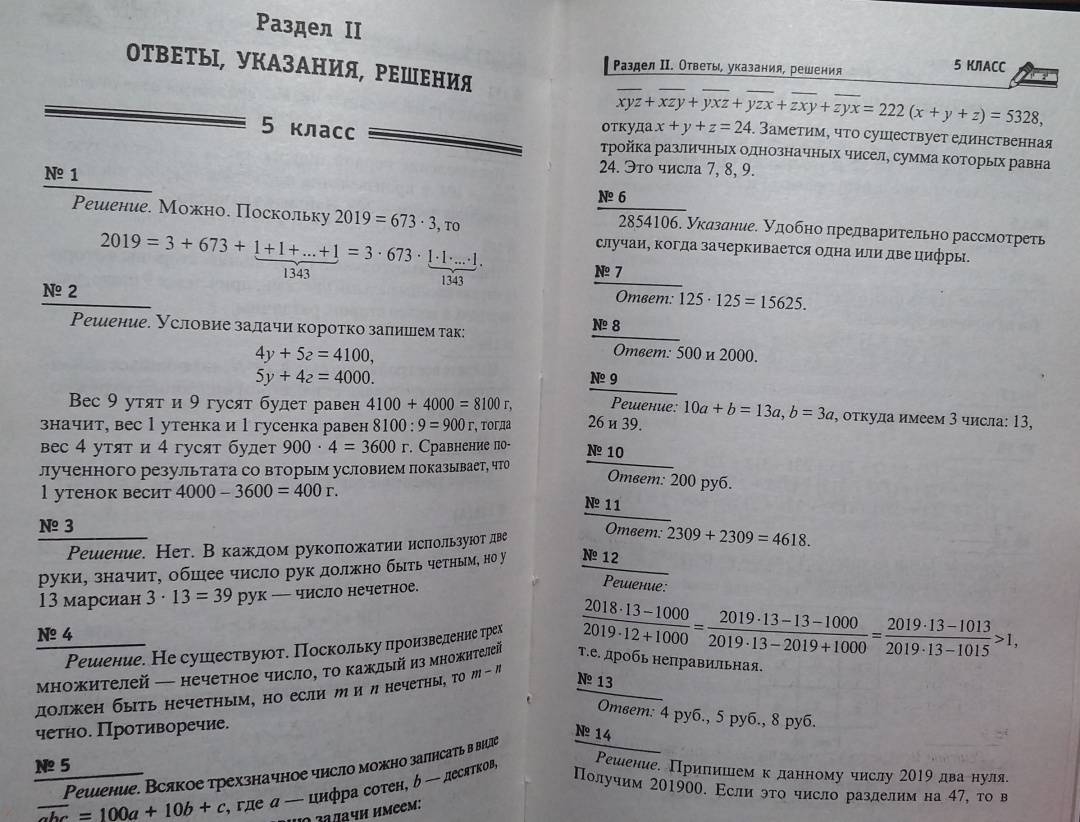 Раздел II
ОТВЕТЫ, УКАЗАНИЯ, РЕШЕНИЯ
5 класс
№ 1
Решение. Можно. Поскольку 2019 = 673 · 3, то
2019 = 3 + 673 + 1+1+...+1 = 3 · 673 · 1·1·...·1.
1343 1343
№ 2
Решение. Условие задачи коротко запишем так:
4у + 5г = 4100,
5у + 4г = 4000.
Вес 9 утят и 9 гусят будет равен 4100 + 4000 = 8100 г,
значит, вес 1 утенка и 1 гусенка равен 8100 : 9 = 900 г, тогда
вес 4 утят и 4 гусят будет 900 · 4 = 3600 г. Сравнение по-
лученного результата со вторым условием показывает, что
1 утенок весит 4000 – 3600 = 400 г.
№ 3
Решение. Нет. В каждом рукопожатии используют две
руки, значит, общее число рук должно быть четным, но у
13 марсиан 3 · 13 = 39 рук — число нечетное.
№ 4
Решение. Не существуют. Поскольку произведение трех
множителей — нечетное число, то каждый из множителей
должен быть нечетным, но если m и n нечетны, то m – n
четно. Противоречие.
№ 5
Решение. Всякое трехзначное число можно записать в виде
abc = 100a + 10b + c, где a — цифра сотен, b — десятков,
задачи имеем:
Раздел II. Ответы, указания, решения 5 КЛАСС
xyz + xzy + yxz + yzx + zxy + zyx = 222 (x + y + z) = 5328,
откуда x + y + z = 24. Заметим, что существует единственная
тройка различных однозначных чисел, сумма которых равна
24. Это числа 7, 8, 9.
№ 6
2854106. Указание. Удобно предварительно рассмотреть
случаи, когда зачеркивается одна или две цифры.
№ 7
Ответ: 125 · 125 = 15625.
№ 8
Ответ: 500 и 2000.
№ 9
Решение: 10a + b = 13a, b = 3a, откуда имеем 3 числа: 13,
26 и 39.
№ 10
Ответ: 200 руб.
№ 11
Ответ: 2309 + 2309 = 4618.
№ 12
Решение:
2018·13–1000 / 2019·12+1000 = 2019·13–13–1000 / 2019·13–2019+1000 = 2019·13–1013 / 2019·13–1015 >1,
т.е. дробь неправильная.
№ 13
Ответ: 4 руб., 5 руб., 8 руб.
№ 14
Решение. Припишем к данному числу 2019 два нуля.
Получим 201900. Если это число разделим на 47, то в